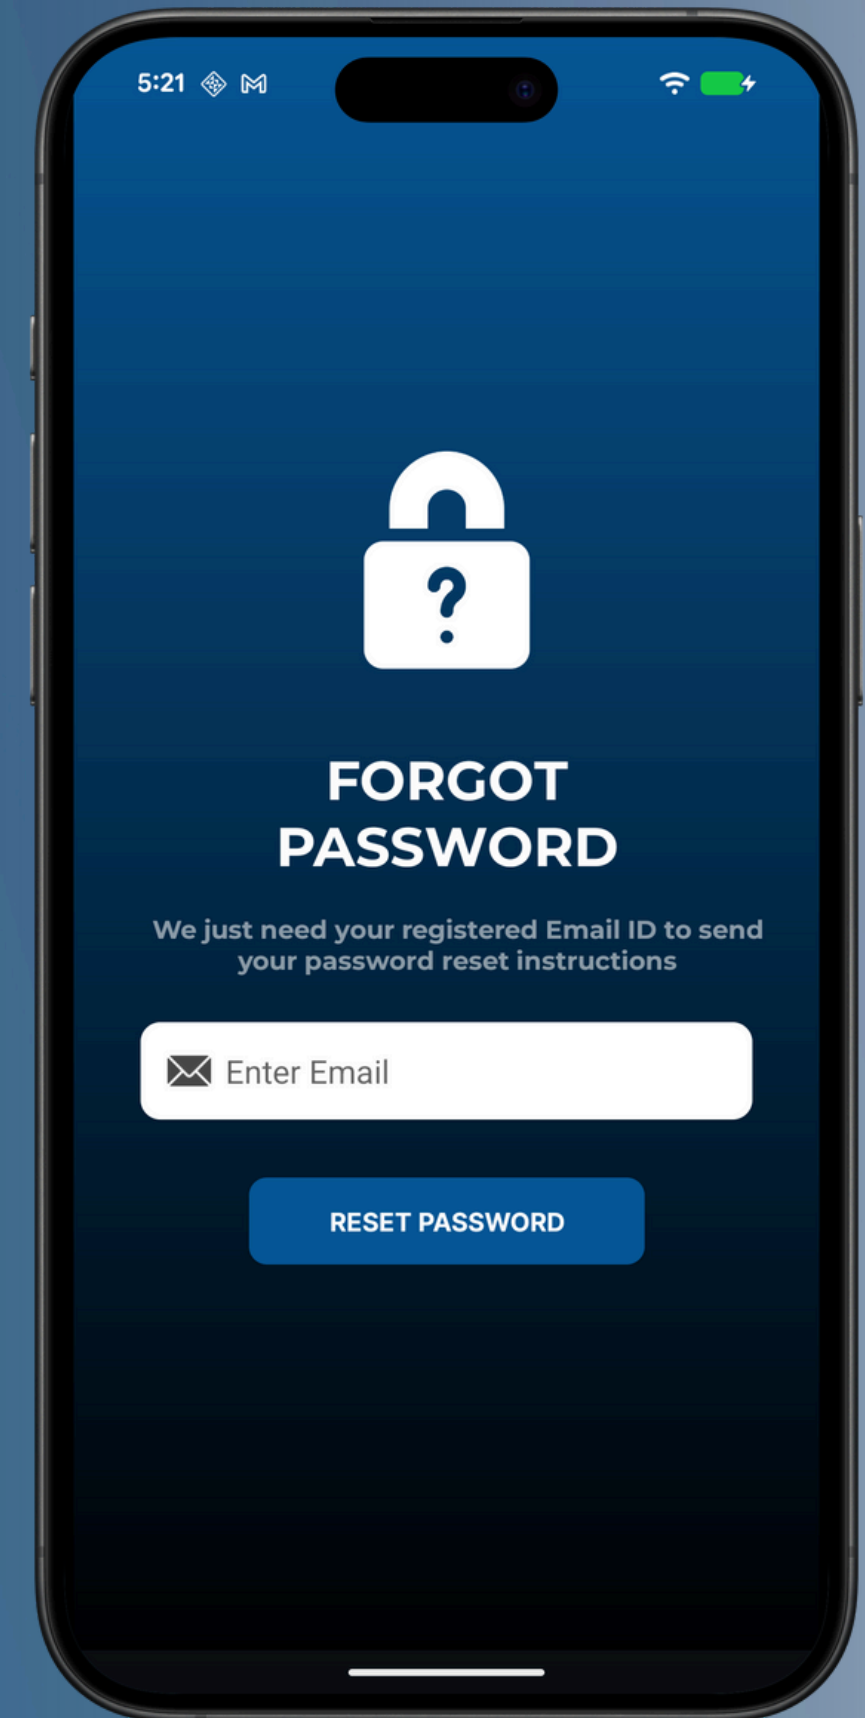 5:21
?
FORGOT
PASSWORD
We just need your registered Email ID to send
your password reset instructions
Enter Email
RESET PASSWORD